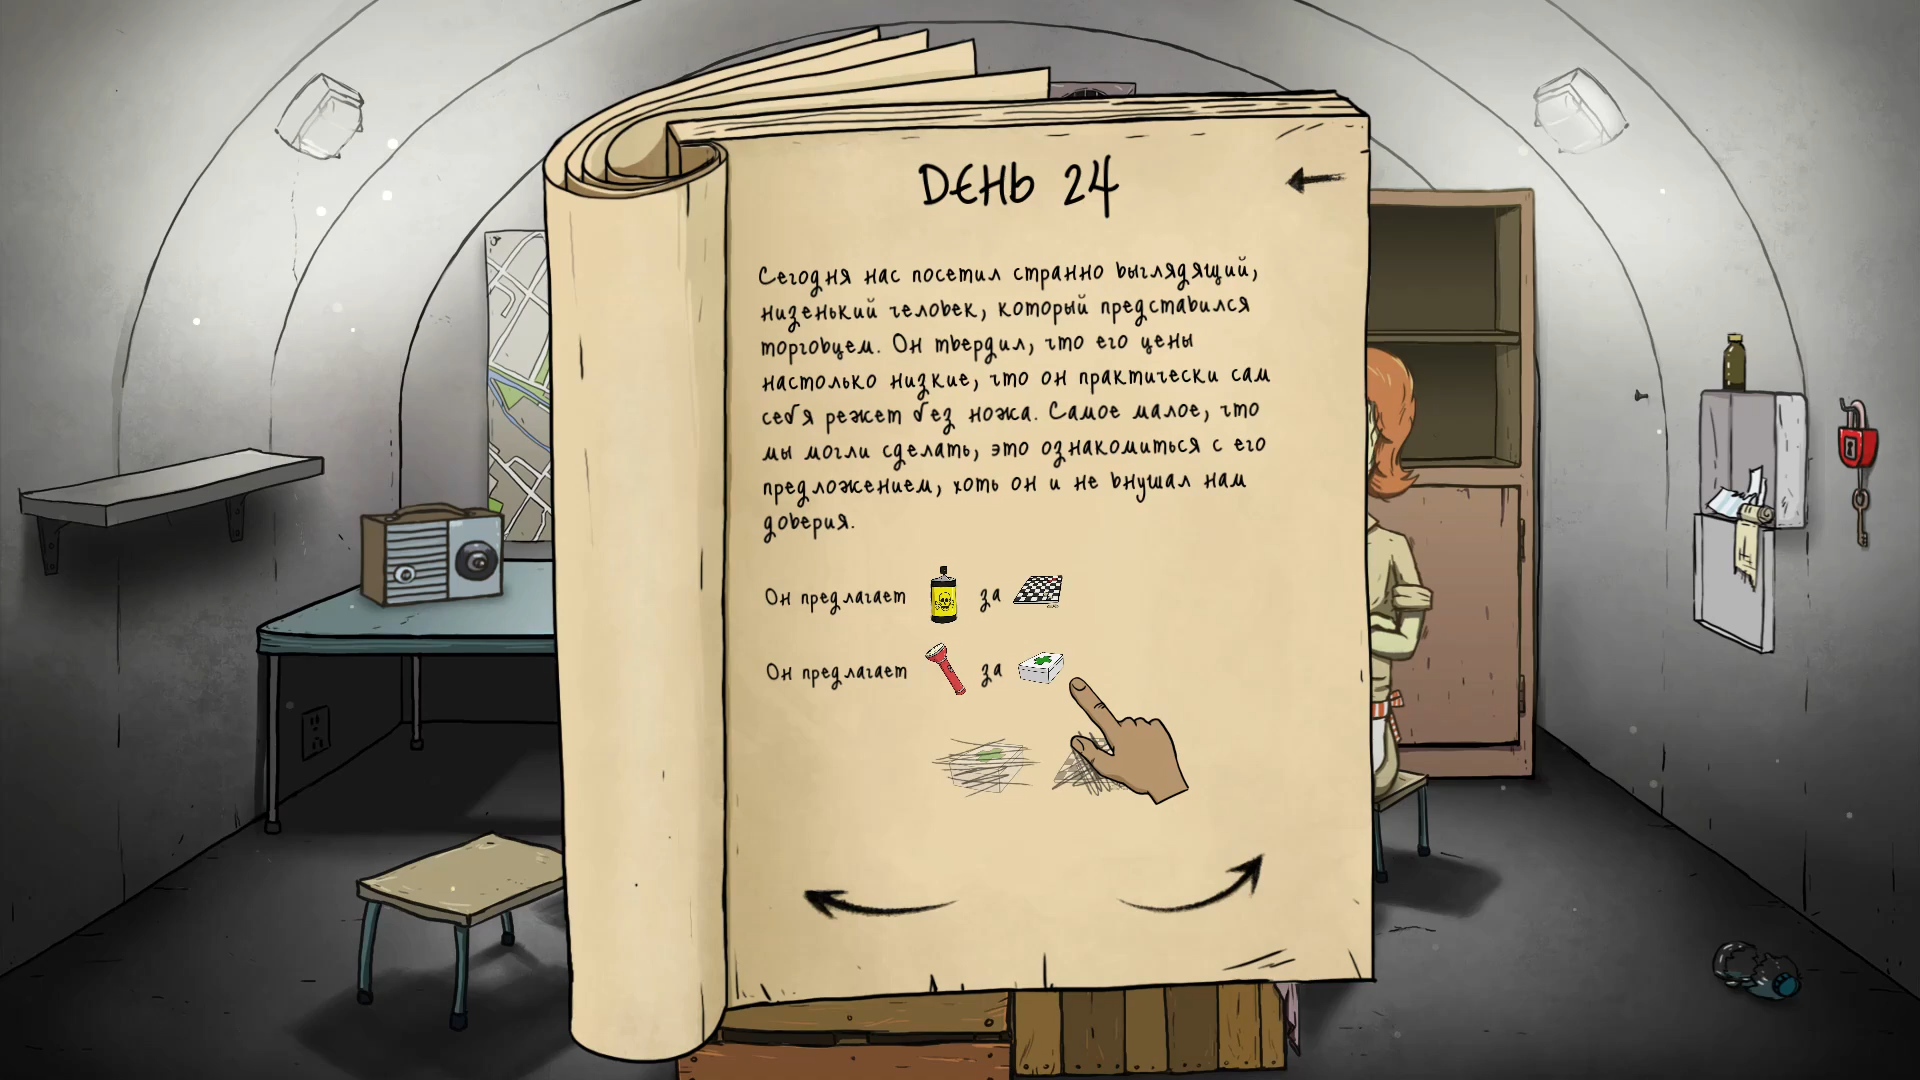 ДЕНЬ 24
Сегодня нас посетил странно выглядящий,
низенький человек, который представился
торговцем. Он твердил, что его цены
настолько низкие, что он практически сам
себя режет без ножа. Самое малое, что
мы могли сделать, это ознакомиться с его
предложением, хоть он и не внушал нам
доверия.
Он предлагает за
Он предлагает за